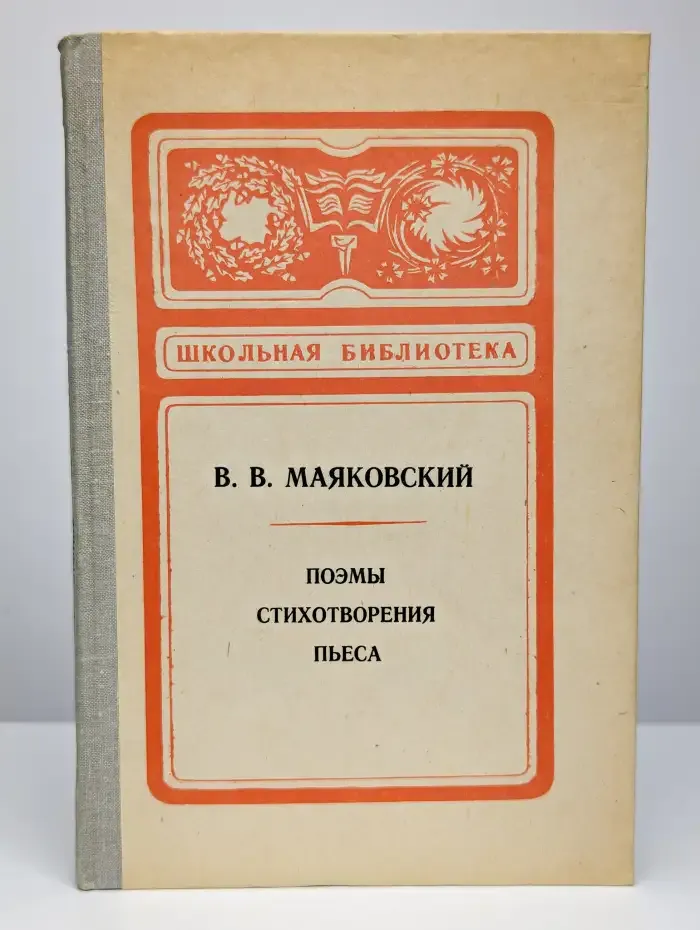 ШКОЛЬНАЯ БИБЛИОТЕКА
В. В. МАЯКОВСКИЙ
ПОЭМЫ
СТИХОТВОРЕНИЯ
ПЬЕСА